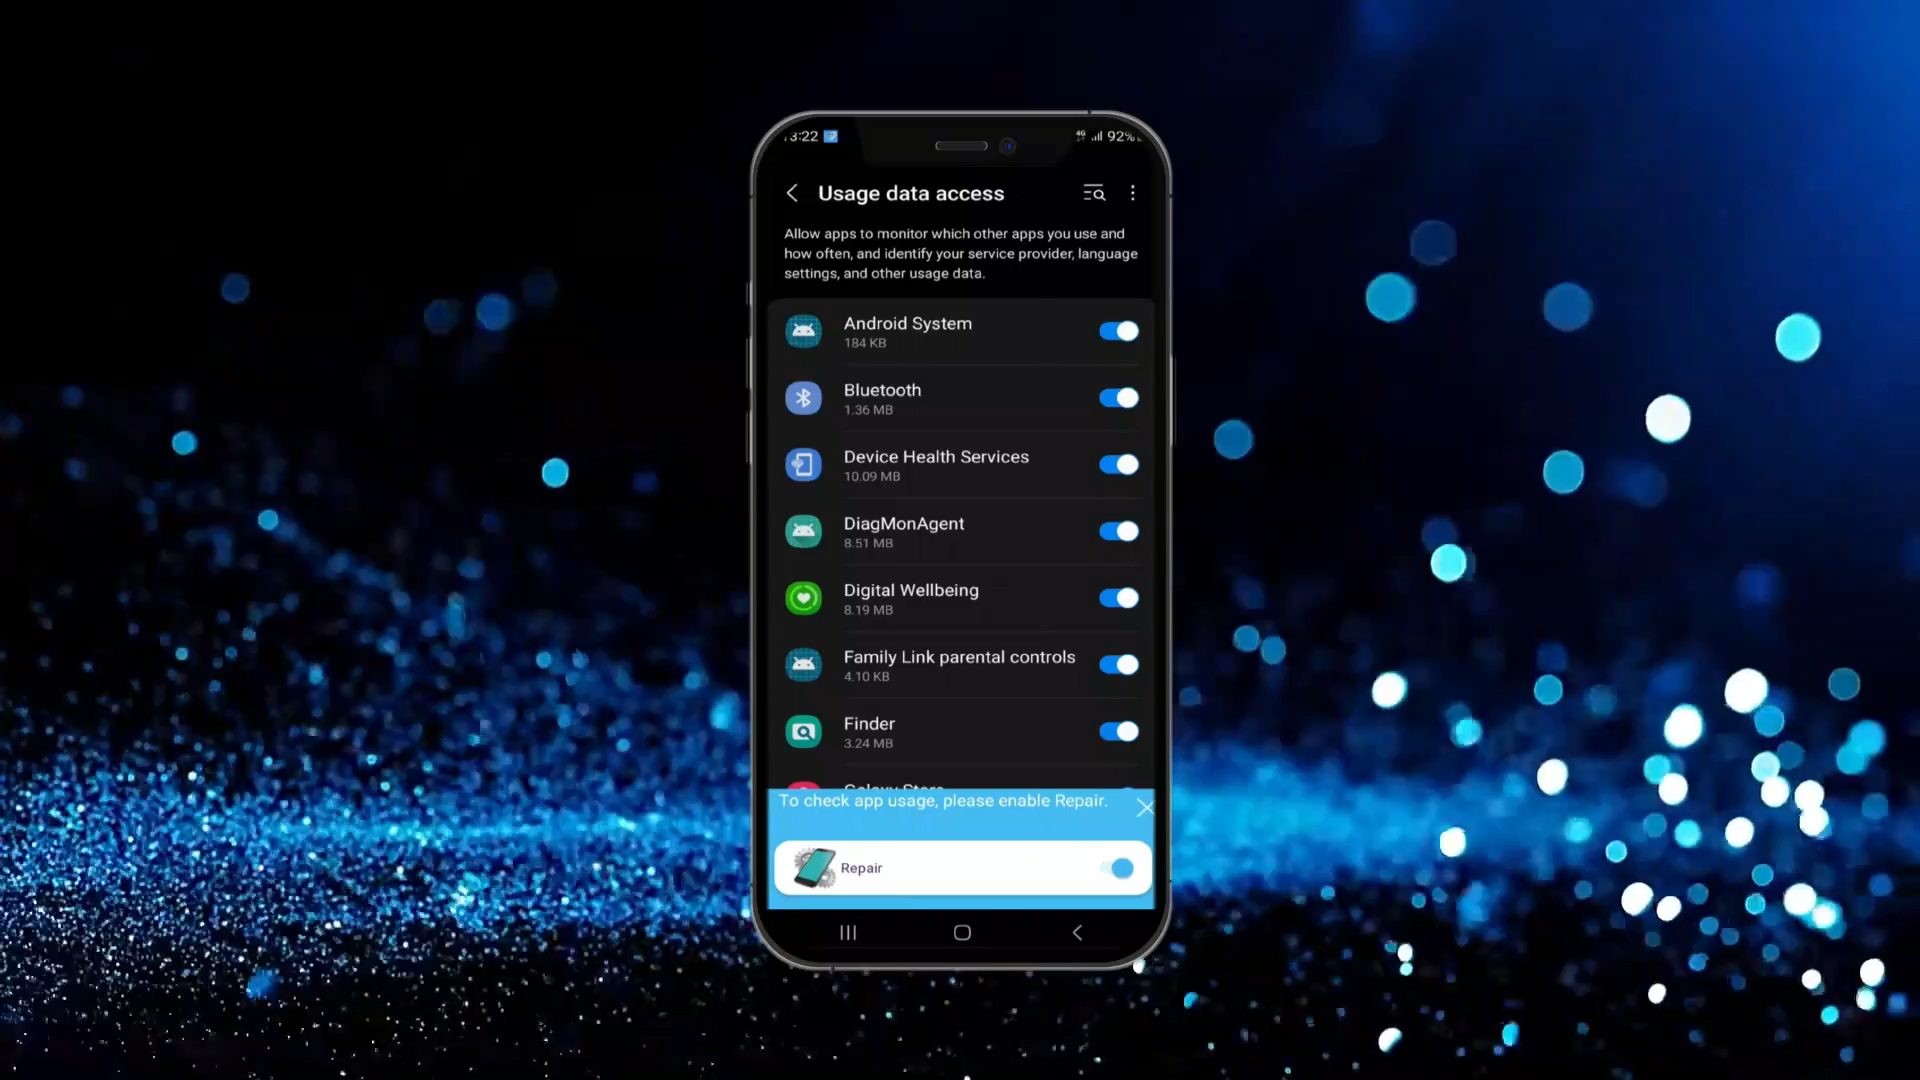 13:22
4G 92%
Usage data access
Allow apps to monitor which other apps you use and
how often, and identify your service provider, language
settings, and other usage data.
Android System
184 KB
Bluetooth
1.36 MB
Device Health Services
10.09 MB
DiagMonAgent
8.51 MB
Digital Wellbeing
8.19 MB
Family Link parental controls
4.10 KB
Finder
3.24 MB
Galaxy Store
To check app usage, please enable Repair.
Repair